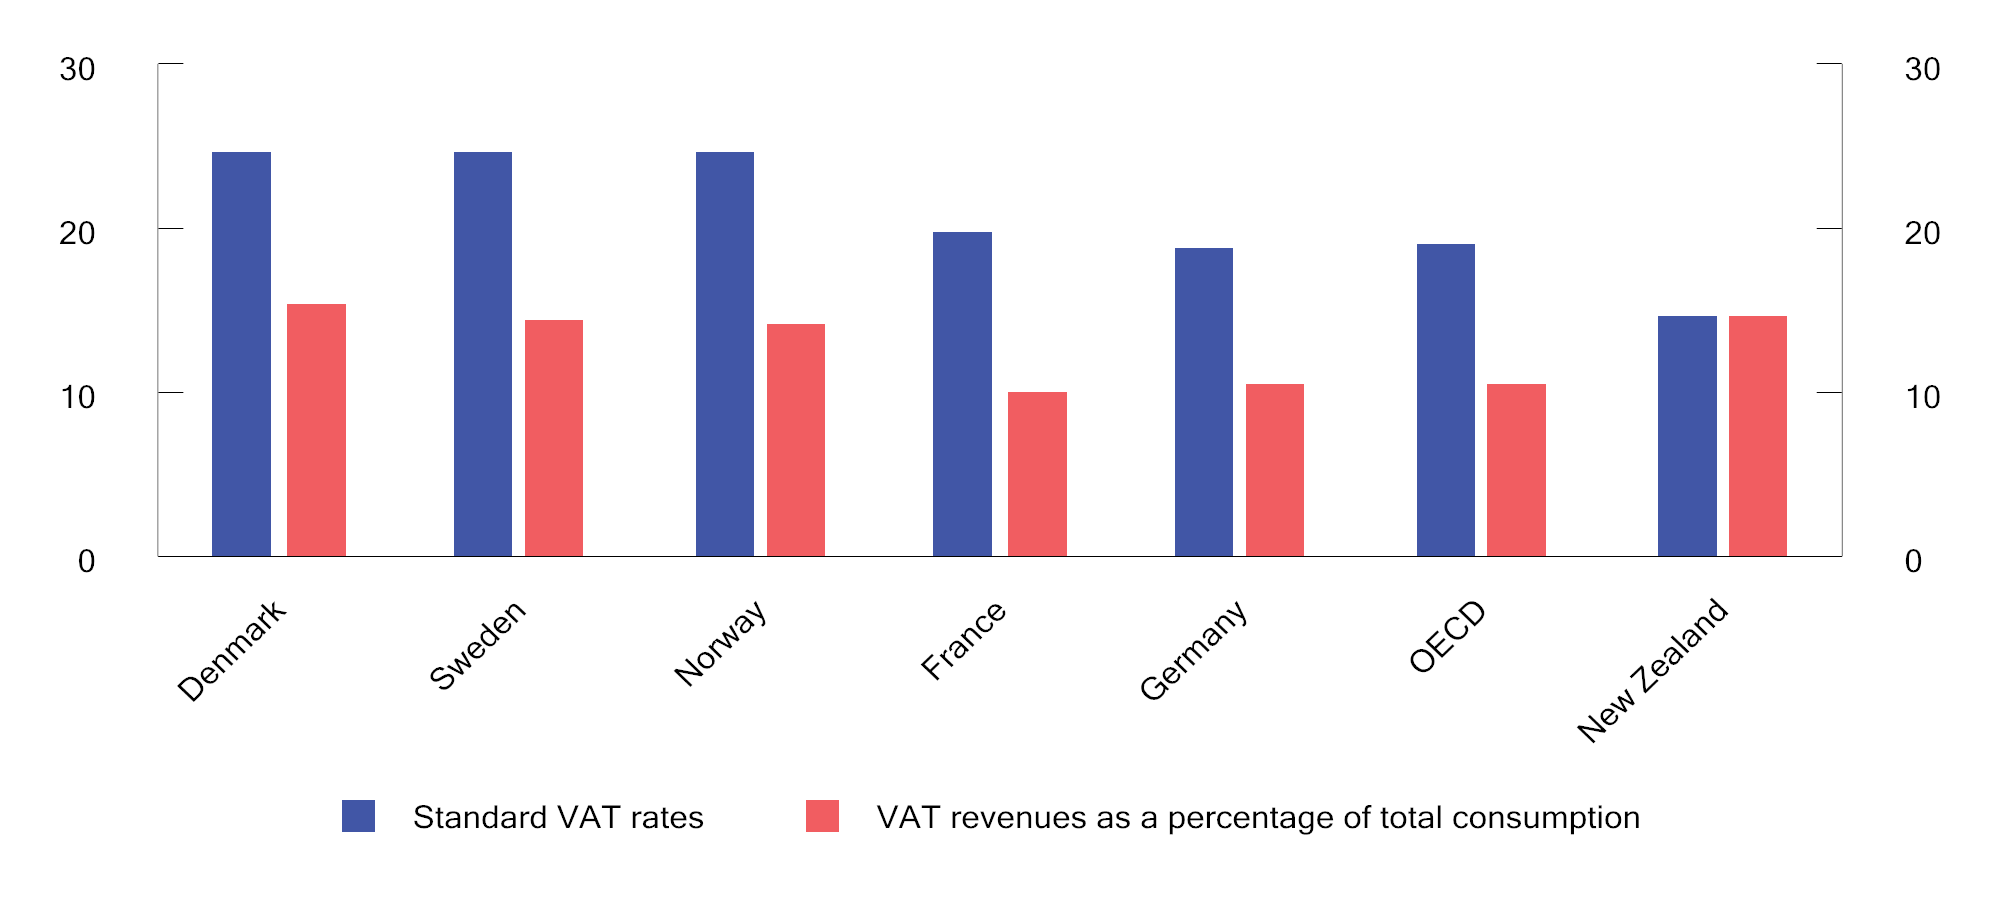 30 30
20 20
10 10
0 0
Denmark
Sweden
Norway
France
Germany
OECD
New Zealand
Standard VAT rates
VAT revenues as a percentage of total consumption